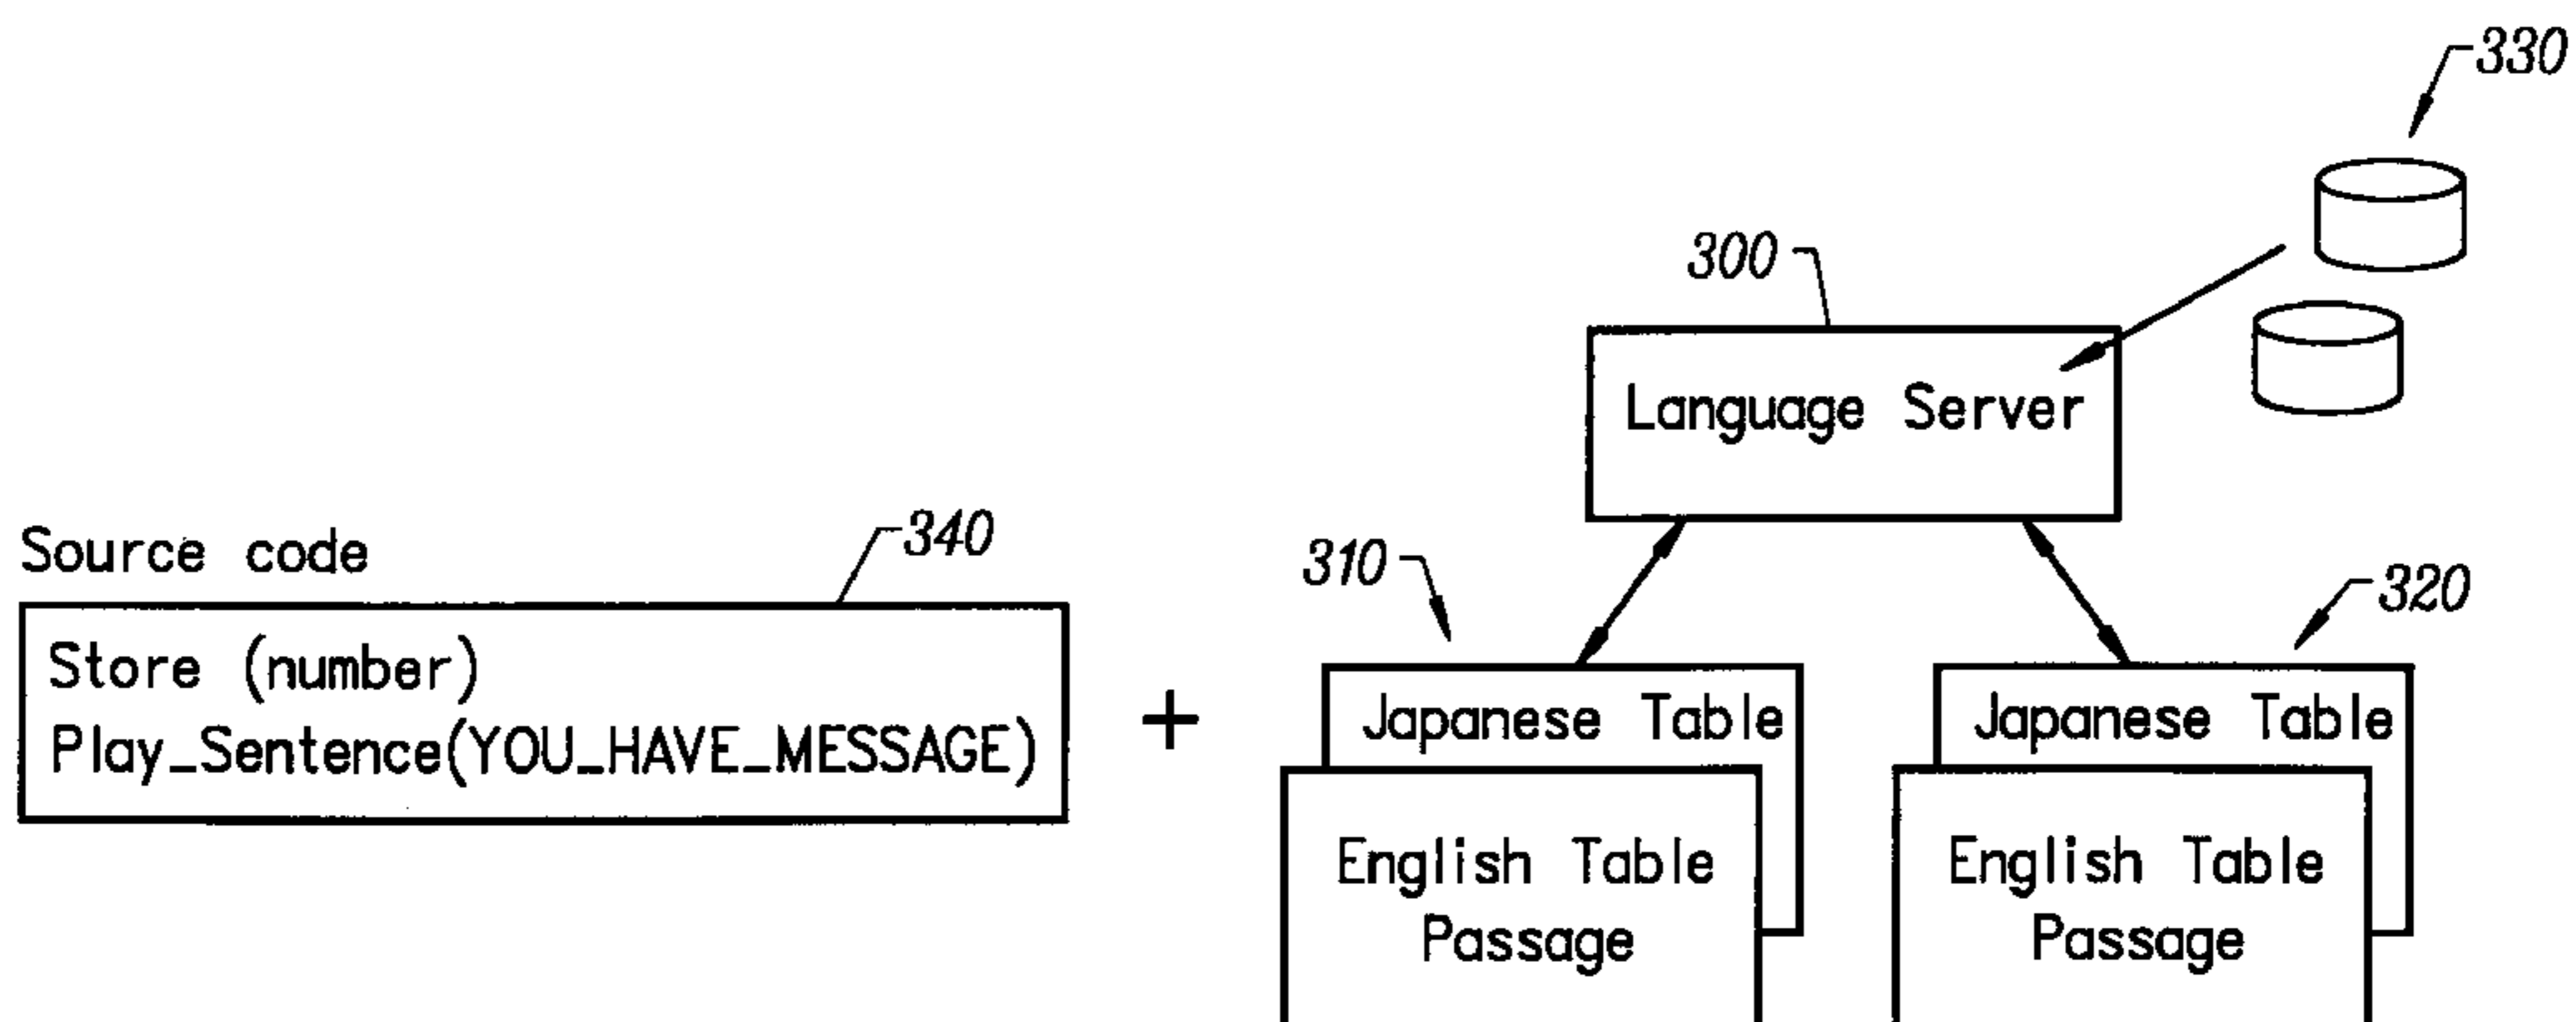 330
300
Language Server
Source code
340
310
320
Store (number)
Play_Sentence(YOU_HAVE_MESSAGE)
+
Japanese Table
Japanese Table
English Table
Passage
English Table
Passage